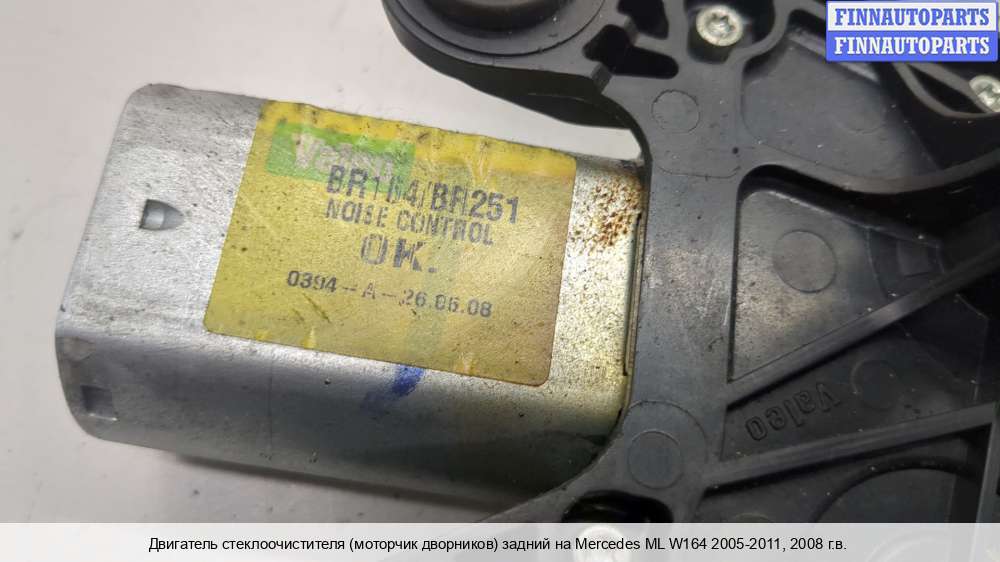 FINNAUTOPARTS
FINNAUTOPARTS
Valeo
BR164/BR251
NOISE CONTROL
OK.
0394-A-26.06.08
Valeo
Двигатель стеклоочистителя (моторчик дворников) задний на Mercedes ML W164 2005-2011, 2008 г.в.